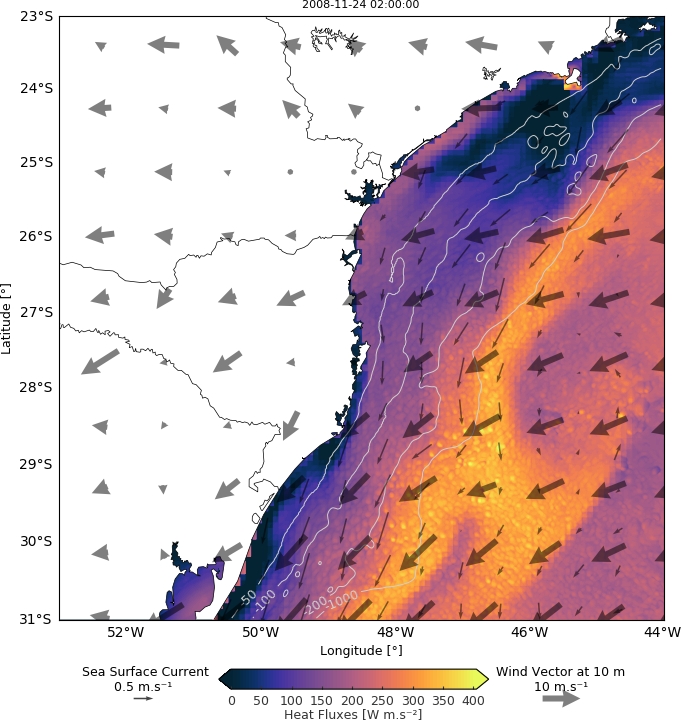 2008-11-24 02:00:00
23°S
24°S
25°S
26°S
27°S
28°S
29°S
30°S
31°S
Latitude [°]
-50
-100
-200
-1000
52°W
50°W
48°W
46°W
44°W
Longitude [°]
Sea Surface Current
0.5 m.s⁻¹
0 50 100 150 200 250 300 350 400
Heat Fluxes [W m.s⁻²]
Wind Vector at 10 m
10 m.s⁻¹